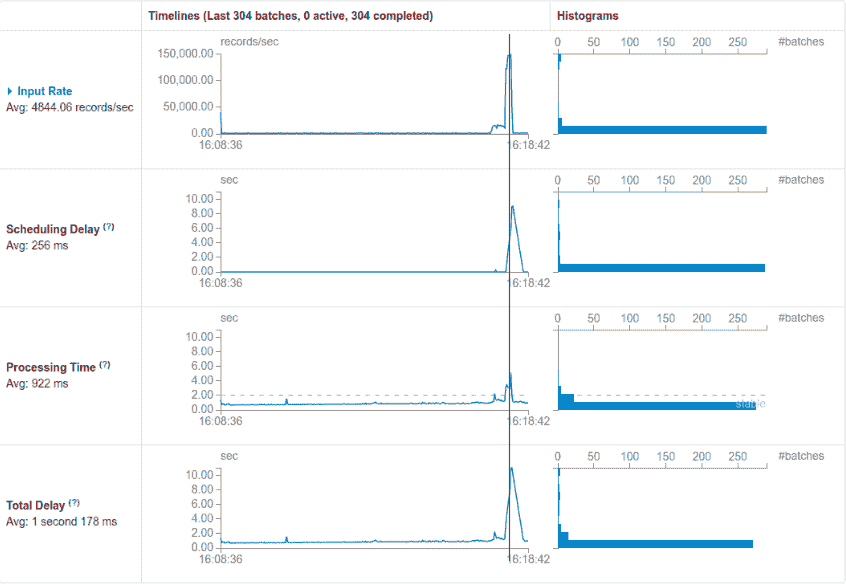 Timelines (Last 304 batches, 0 active, 304 completed)
Histograms
Input Rate
Avg: 4844.06 records/sec
records/sec
150,000.00
100,000.00
50,000.00
0.00
16:08:36
16:18:42
0 50 100 150 200 250 #batches
Scheduling Delay (?)
Avg: 256 ms
sec
10.00
8.00
6.00
4.00
2.00
0.00
16:08:36
16:18:42
0 50 100 150 200 250 #batches
Processing Time (?)
Avg: 922 ms
sec
10.00
8.00
6.00
4.00
2.00
0.00
16:08:36
16:18:42
0 50 100 150 200 250 #batches
stable
Total Delay (?)
Avg: 1 second 178 ms
sec
10.00
8.00
6.00
4.00
2.00
0.00
16:08:36
16:18:42
0 50 100 150 200 250 #batches